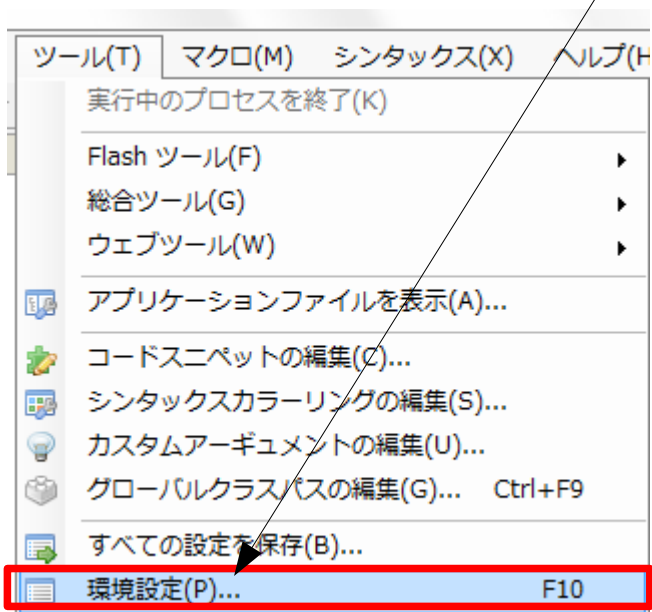 ツール(T) マクロ(M) シンタックス(X) ヘルプ(H
実行中のプロセスを終了(K)
Flash ツール(F)
総合ツール(G)
ウェブツール(W)
アプリケーションファイルを表示(A)...
コードスニペットの編集(C)...
シンタックスカラーリングの編集(S)...
カスタムアーギュメントの編集(U)...
グローバルクラスパスの編集(G)... Ctrl+F9
すべての設定を保存(B)...
環境設定(P)... F10